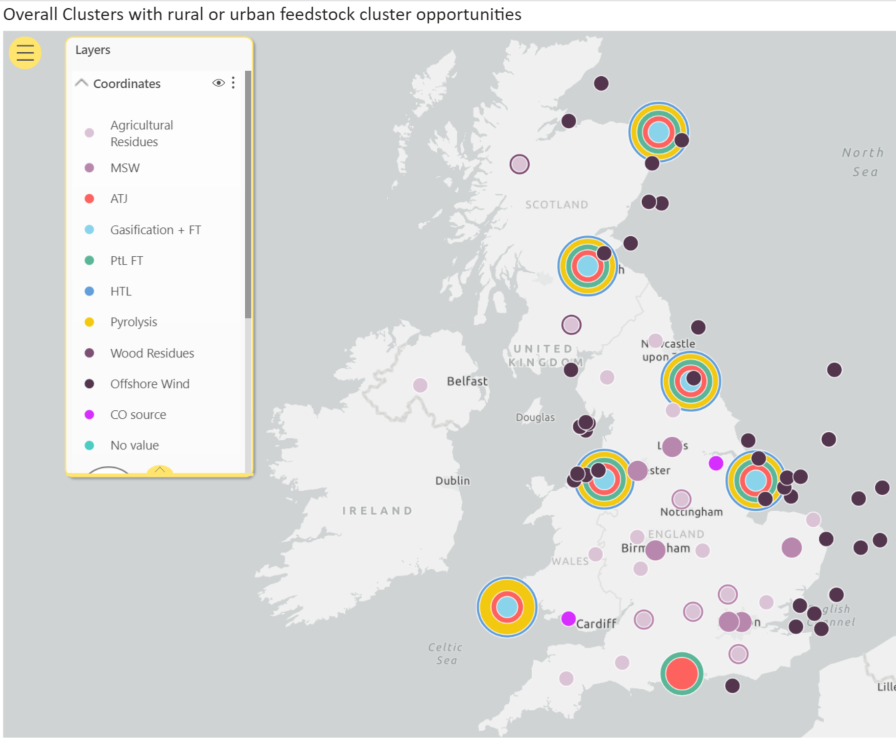 Overall Clusters with rural or urban feedstock cluster opportunities
Layers
Coordinates
Agricultural
Residues
MSW
ATJ
Gasification + FT
PtL FT
HTL
Pyrolysis
Wood Residues
Offshore Wind
CO source
No value
North
Sea
SCOTLAND
h
UNITED
KINGDOM
upon
Belfast
Douglas
ster
Dublin
Nottingham
IRELAND
ENGLAND
WALES
Cardiff
n
Celtic
Sea
Lille